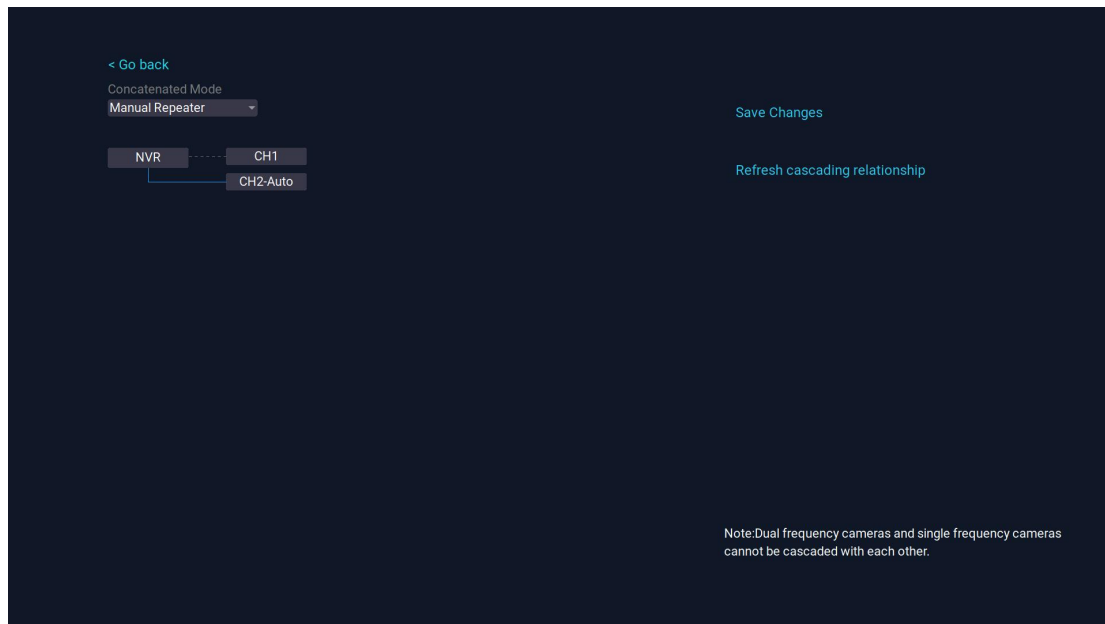 < Go back
Concatenated Mode
Manual Repeater
Save Changes
NVR
CH1
CH2-Auto
Refresh cascading relationship
Note:Dual frequency cameras and single frequency cameras
cannot be cascaded with each other.